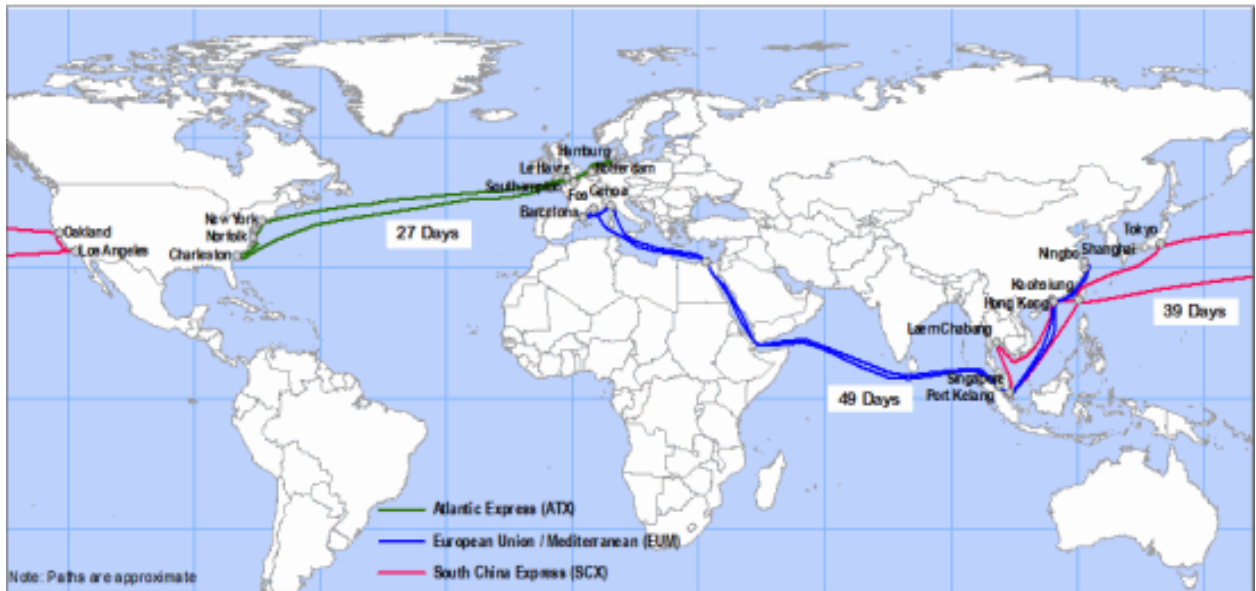 Hamburg
Le Havre
Rotterdam
Southampton
Fos
Genoa
Barcelona
New York
Norfolk
Charleston
27 Days
Oakland
Los Angeles
Tokyo
Shanghai
Ningbo
Kaohsiung
Hong Kong
39 Days
Laem Chabang
Singapore
Port Kelang
49 Days
Atlantic Express (ATX)
European Union / Mediterranean (EUM)
South China Express (SCX)
Note: Paths are approximate